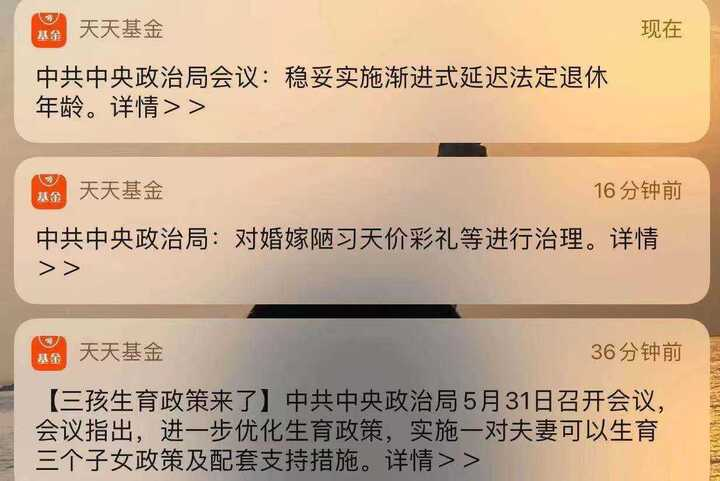 基金
天天基金
现在
中共中央政治局会议：稳妥实施渐进式延迟法定退休
年龄。详情＞＞
基金
天天基金
16分钟前
中共中央政治局：对婚嫁陋习天价彩礼等进行治理。详情
＞＞
基金
天天基金
36分钟前
【三孩生育政策来了】中共中央政治局5月31日召开会议，
会议指出，进一步优化生育政策，实施一对夫妻可以生育
三个子女政策及配套支持措施。详情＞＞